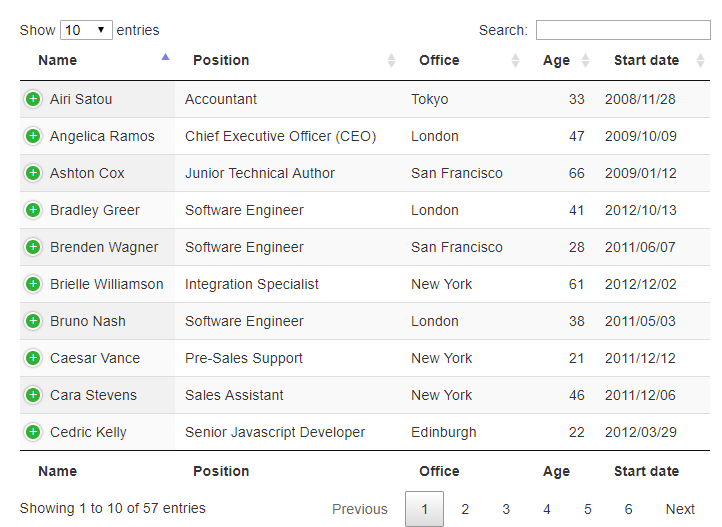 Show 10 entries Search:
Name Position Office Age Start date
Airi Satou Accountant Tokyo 33 2008/11/28
Angelica Ramos Chief Executive Officer (CEO) London 47 2009/10/09
Ashton Cox Junior Technical Author San Francisco 66 2009/01/12
Bradley Greer Software Engineer London 41 2012/10/13
Brenden Wagner Software Engineer San Francisco 28 2011/06/07
Brielle Williamson Integration Specialist New York 61 2012/12/02
Bruno Nash Software Engineer London 38 2011/05/03
Caesar Vance Pre-Sales Support New York 21 2011/12/12
Cara Stevens Sales Assistant New York 46 2011/12/06
Cedric Kelly Senior Javascript Developer Edinburgh 22 2012/03/29
Name Position Office Age Start date
Showing 1 to 10 of 57 entries Previous 1 2 3 4 5 6 Next